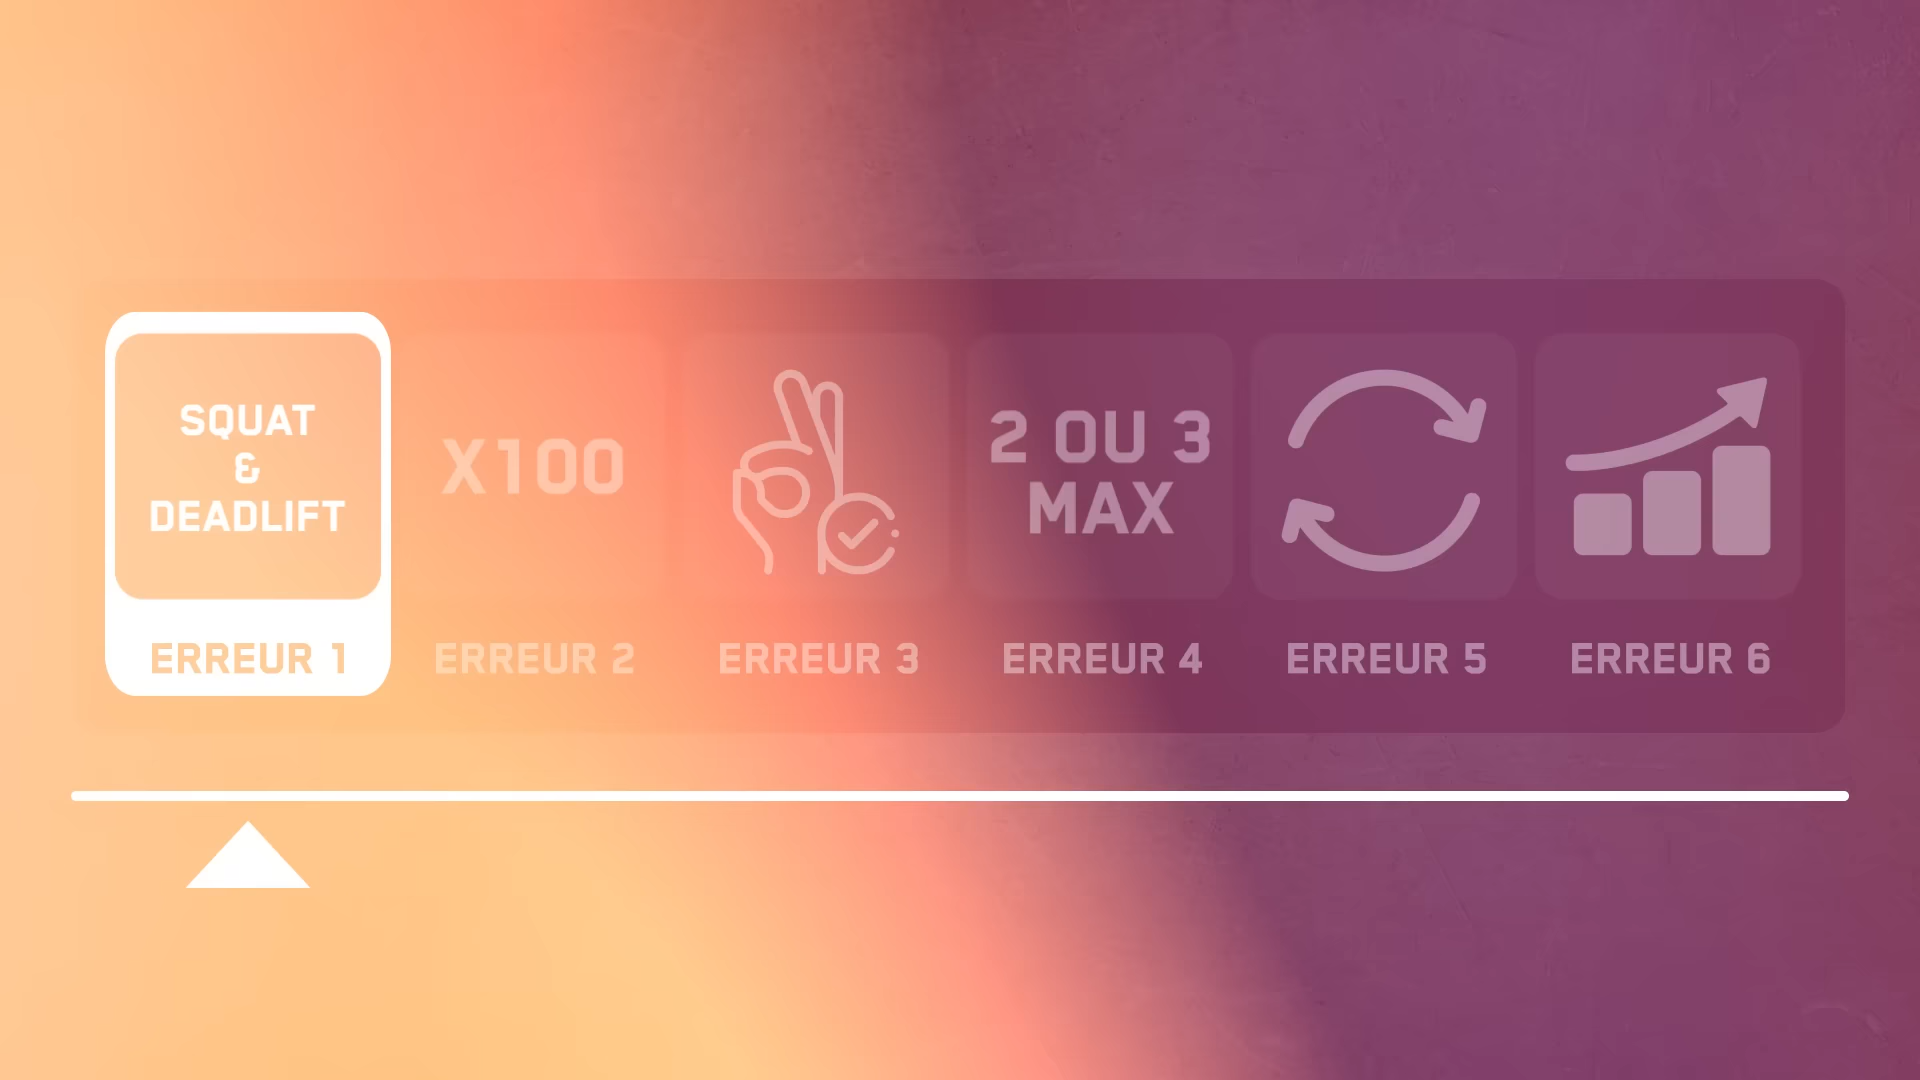 SQUAT
&
DEADLIFT
X100
2 OU 3
MAX
ERREUR 1
ERREUR 2
ERREUR 3
ERREUR 4
ERREUR 5
ERREUR 6